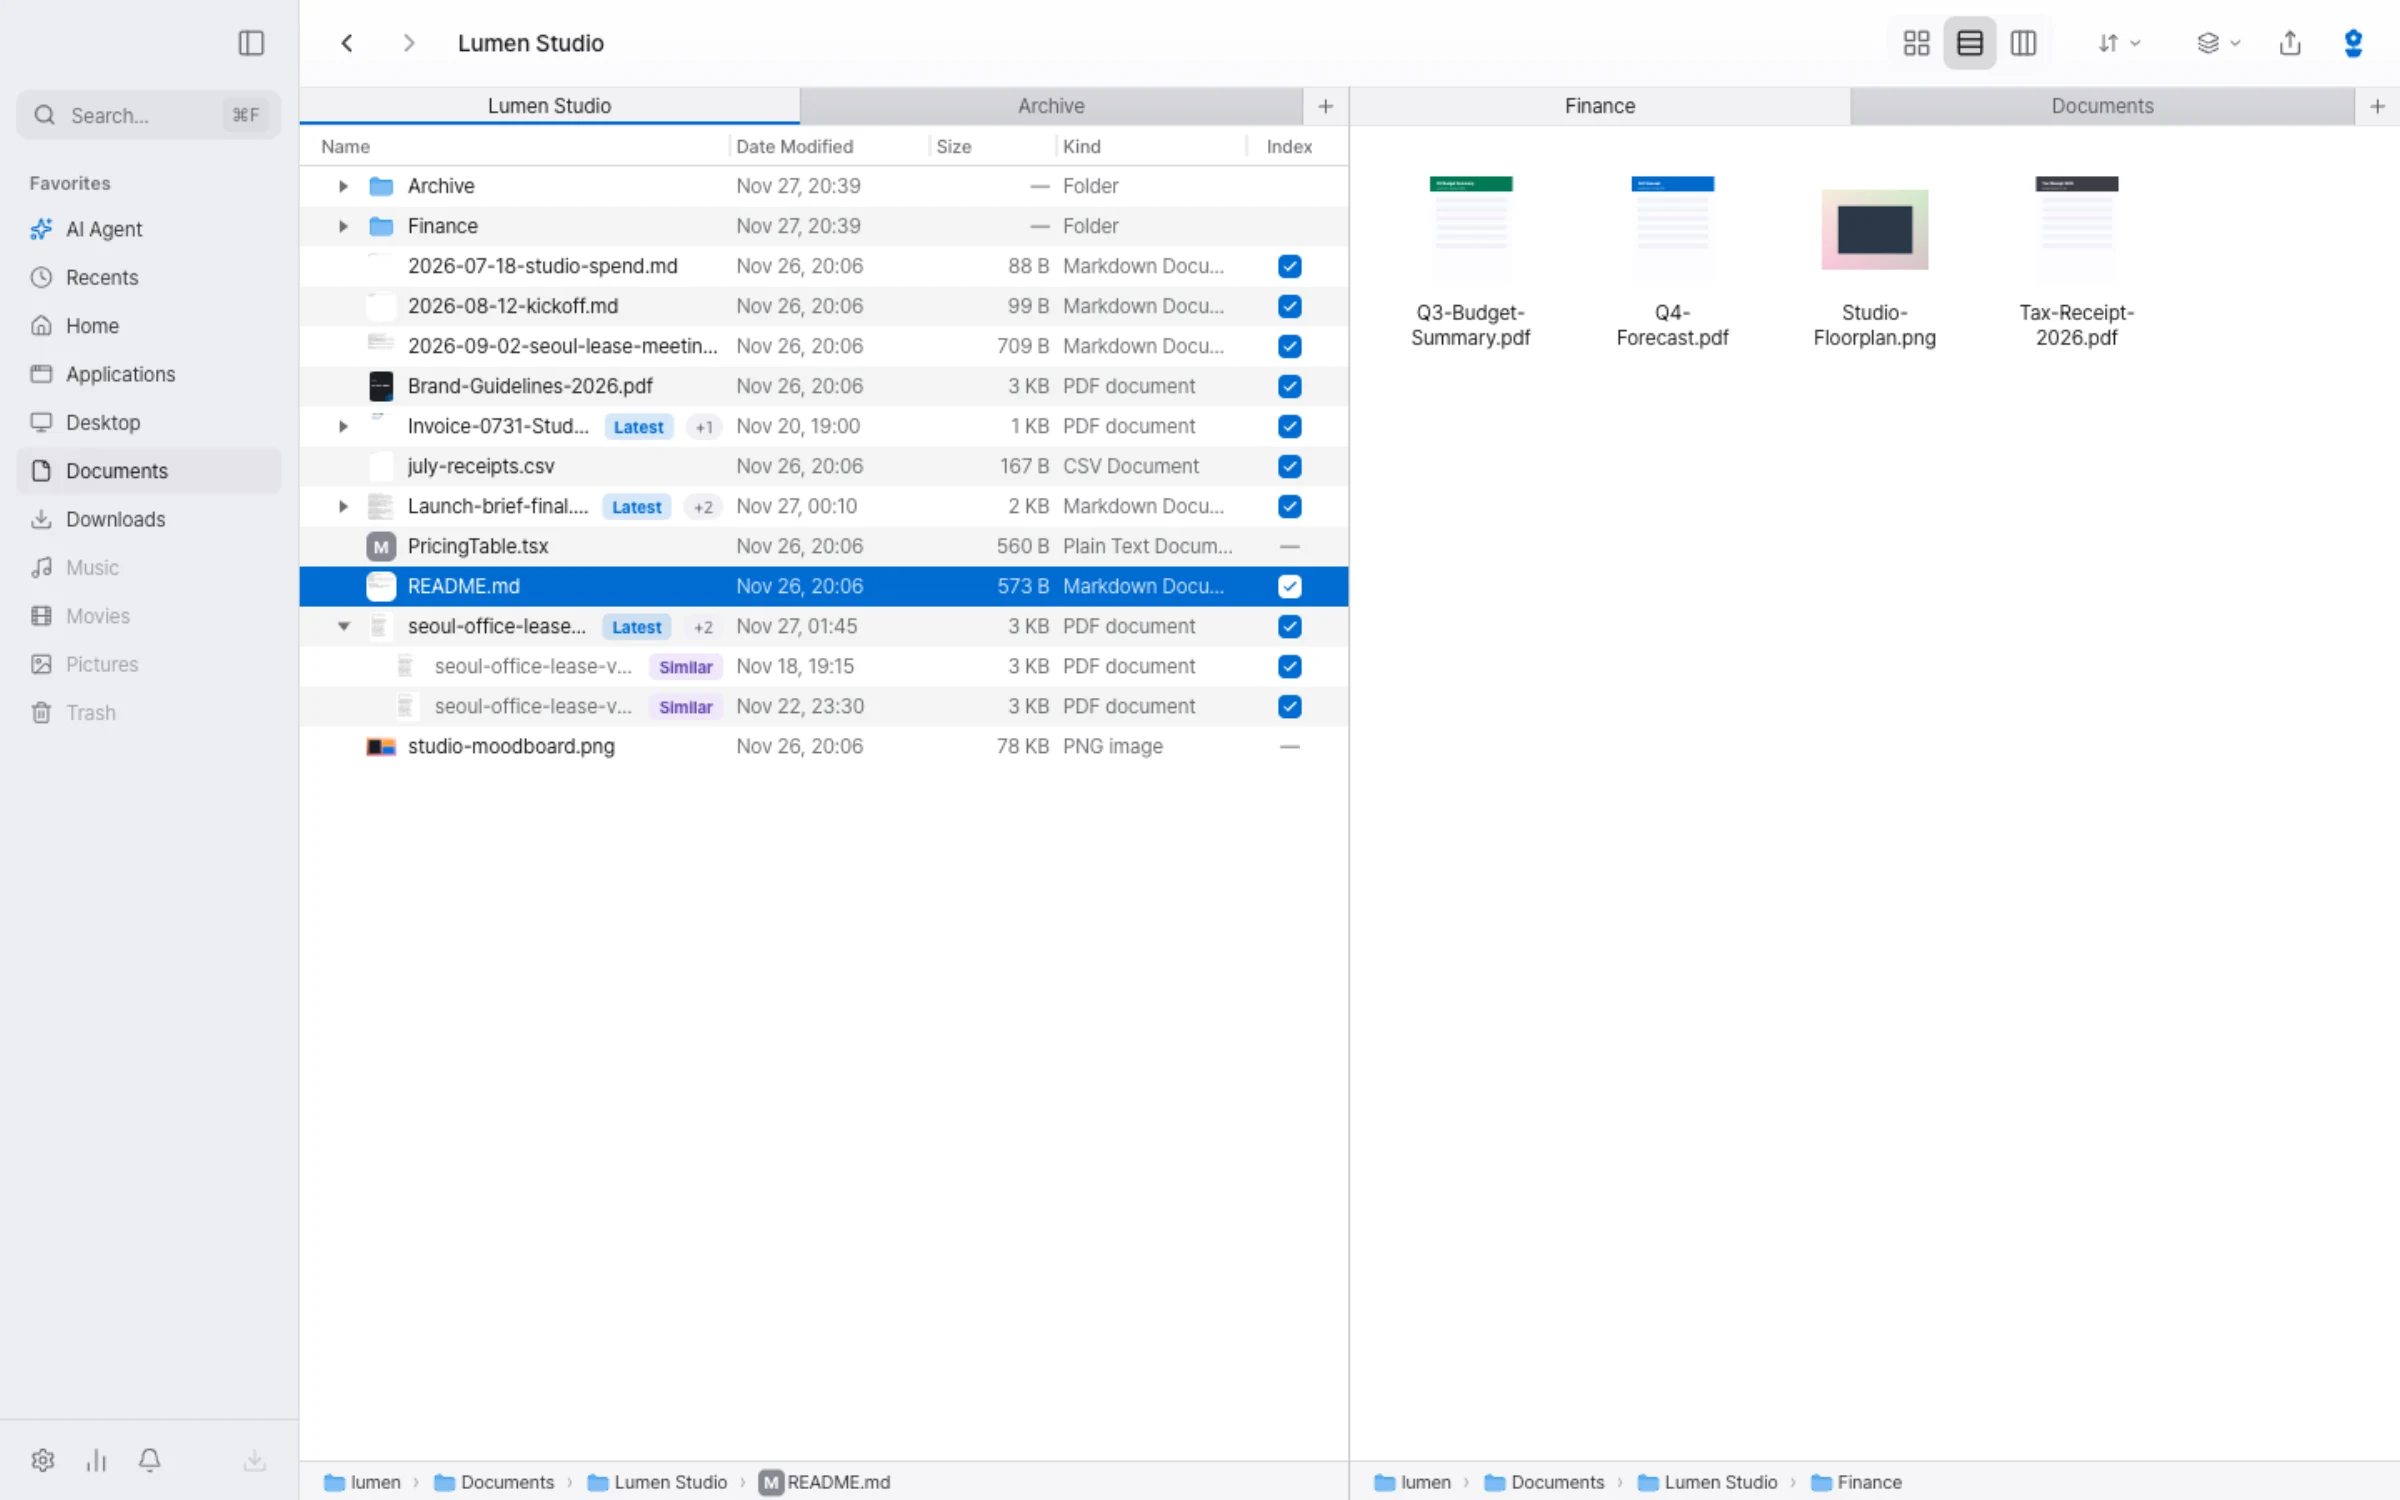 Lumen Studio
Search... ⌘F
Favorites
AI Agent
Recents
Home
Applications
Desktop
Documents
Downloads
Music
Movies
Pictures
Trash
Lumen Studio Archive +
Name Date Modified Size Kind Index
Archive Nov 27, 20:39 — Folder
Finance Nov 27, 20:39 — Folder
2026-07-18-studio-spend.md Nov 26, 20:06 88 B Markdown Docu...
2026-08-12-kickoff.md Nov 26, 20:06 99 B Markdown Docu...
2026-09-02-seoul-lease-meetin... Nov 26, 20:06 709 B Markdown Docu...
Brand-Guidelines-2026.pdf Nov 26, 20:06 3 KB PDF document
Invoice-0731-Stud... Latest +1 Nov 20, 19:00 1 KB PDF document
july-receipts.csv Nov 26, 20:06 167 B CSV Document
Launch-brief-final.... Latest +2 Nov 27, 00:10 2 KB Markdown Docu...
M PricingTable.tsx Nov 26, 20:06 560 B Plain Text Docum... —
README.md Nov 26, 20:06 573 B Markdown Docu...
seoul-office-lease... Latest +2 Nov 27, 01:45 3 KB PDF document
seoul-office-lease-v... Similar Nov 18, 19:15 3 KB PDF document
seoul-office-lease-v... Similar Nov 22, 23:30 3 KB PDF document
studio-moodboard.png Nov 26, 20:06 78 KB PNG image —
lumen › Documents › Lumen Studio › M README.md
Finance Documents +
Q3-Budget-
Summary.pdf
Q4-
Forecast.pdf
Studio-
Floorplan.png
Tax-Receipt-
2026.pdf
lumen › Documents › Lumen Studio › Finance